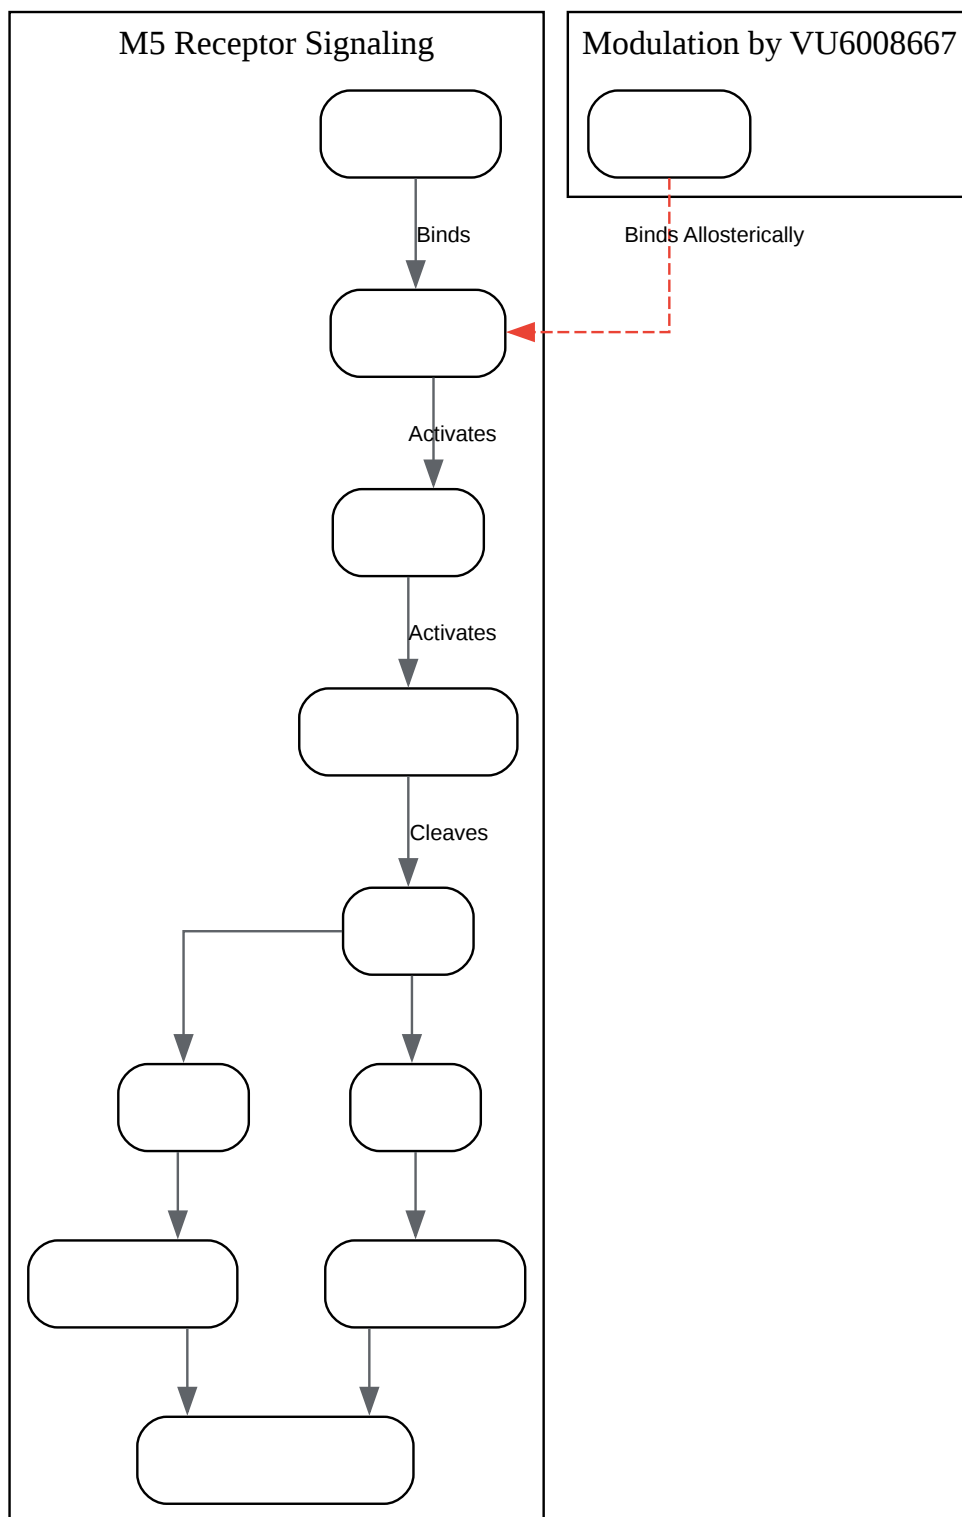 M5 Receptor Signaling
Modulation by VU6008667
Binds
Binds Allosterically
Activates
Activates
Cleaves